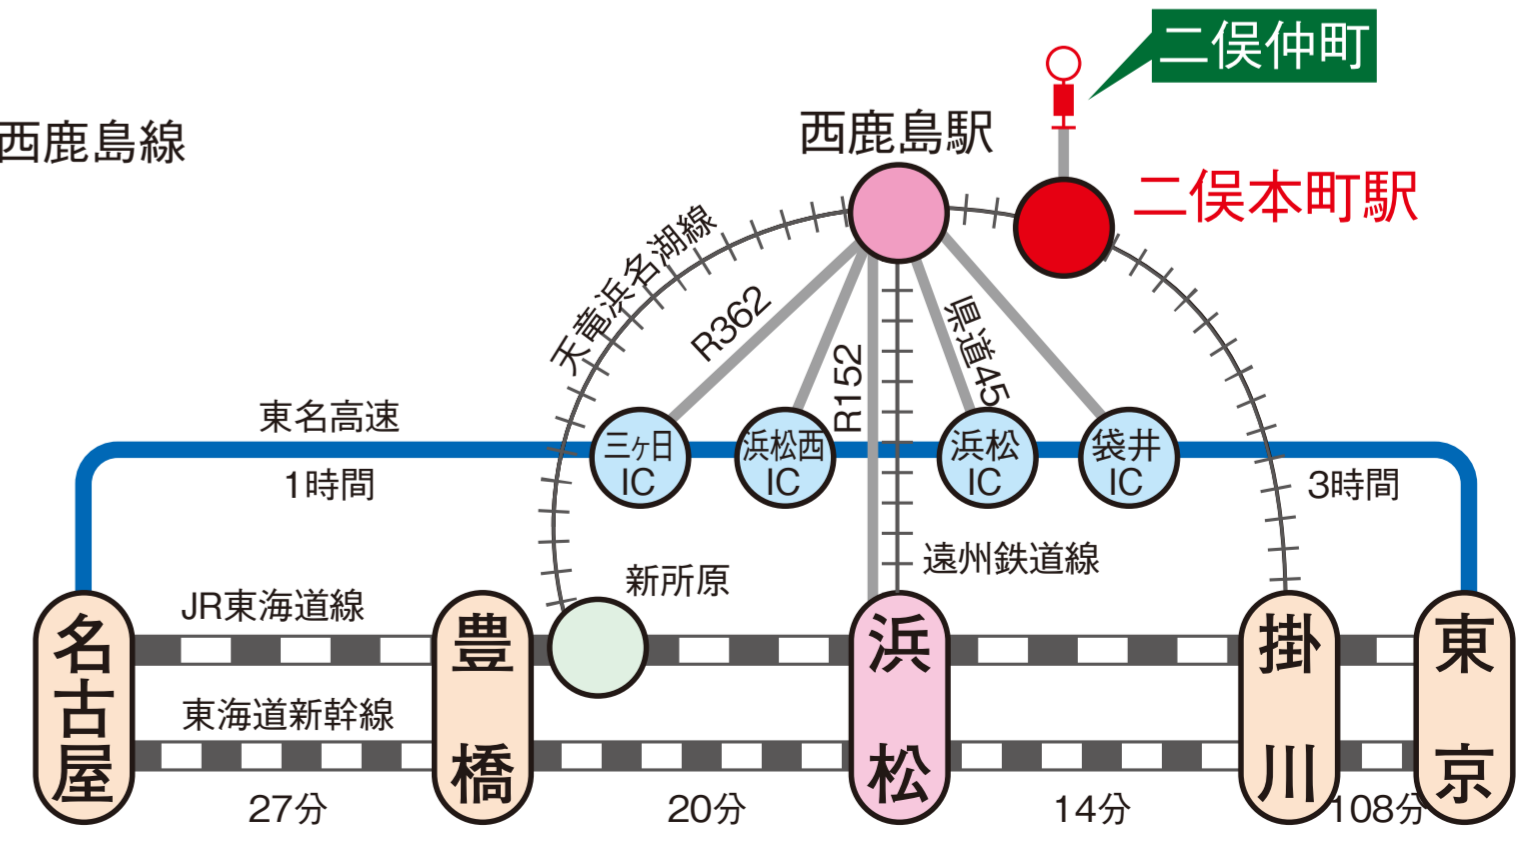 二俣仲町
西鹿島線
西鹿島駅
二俣本町駅
天竜浜名湖線
R362
R152
県道45
東名高速
1時間
三ヶ日
IC
浜松西
IC
浜松
IC
袋井
IC
3時間
遠州鉄道線
新所原
JR東海道線
東海道新幹線
名古屋
豊橋
浜松
掛川
東京
27分
20分
14分
108分